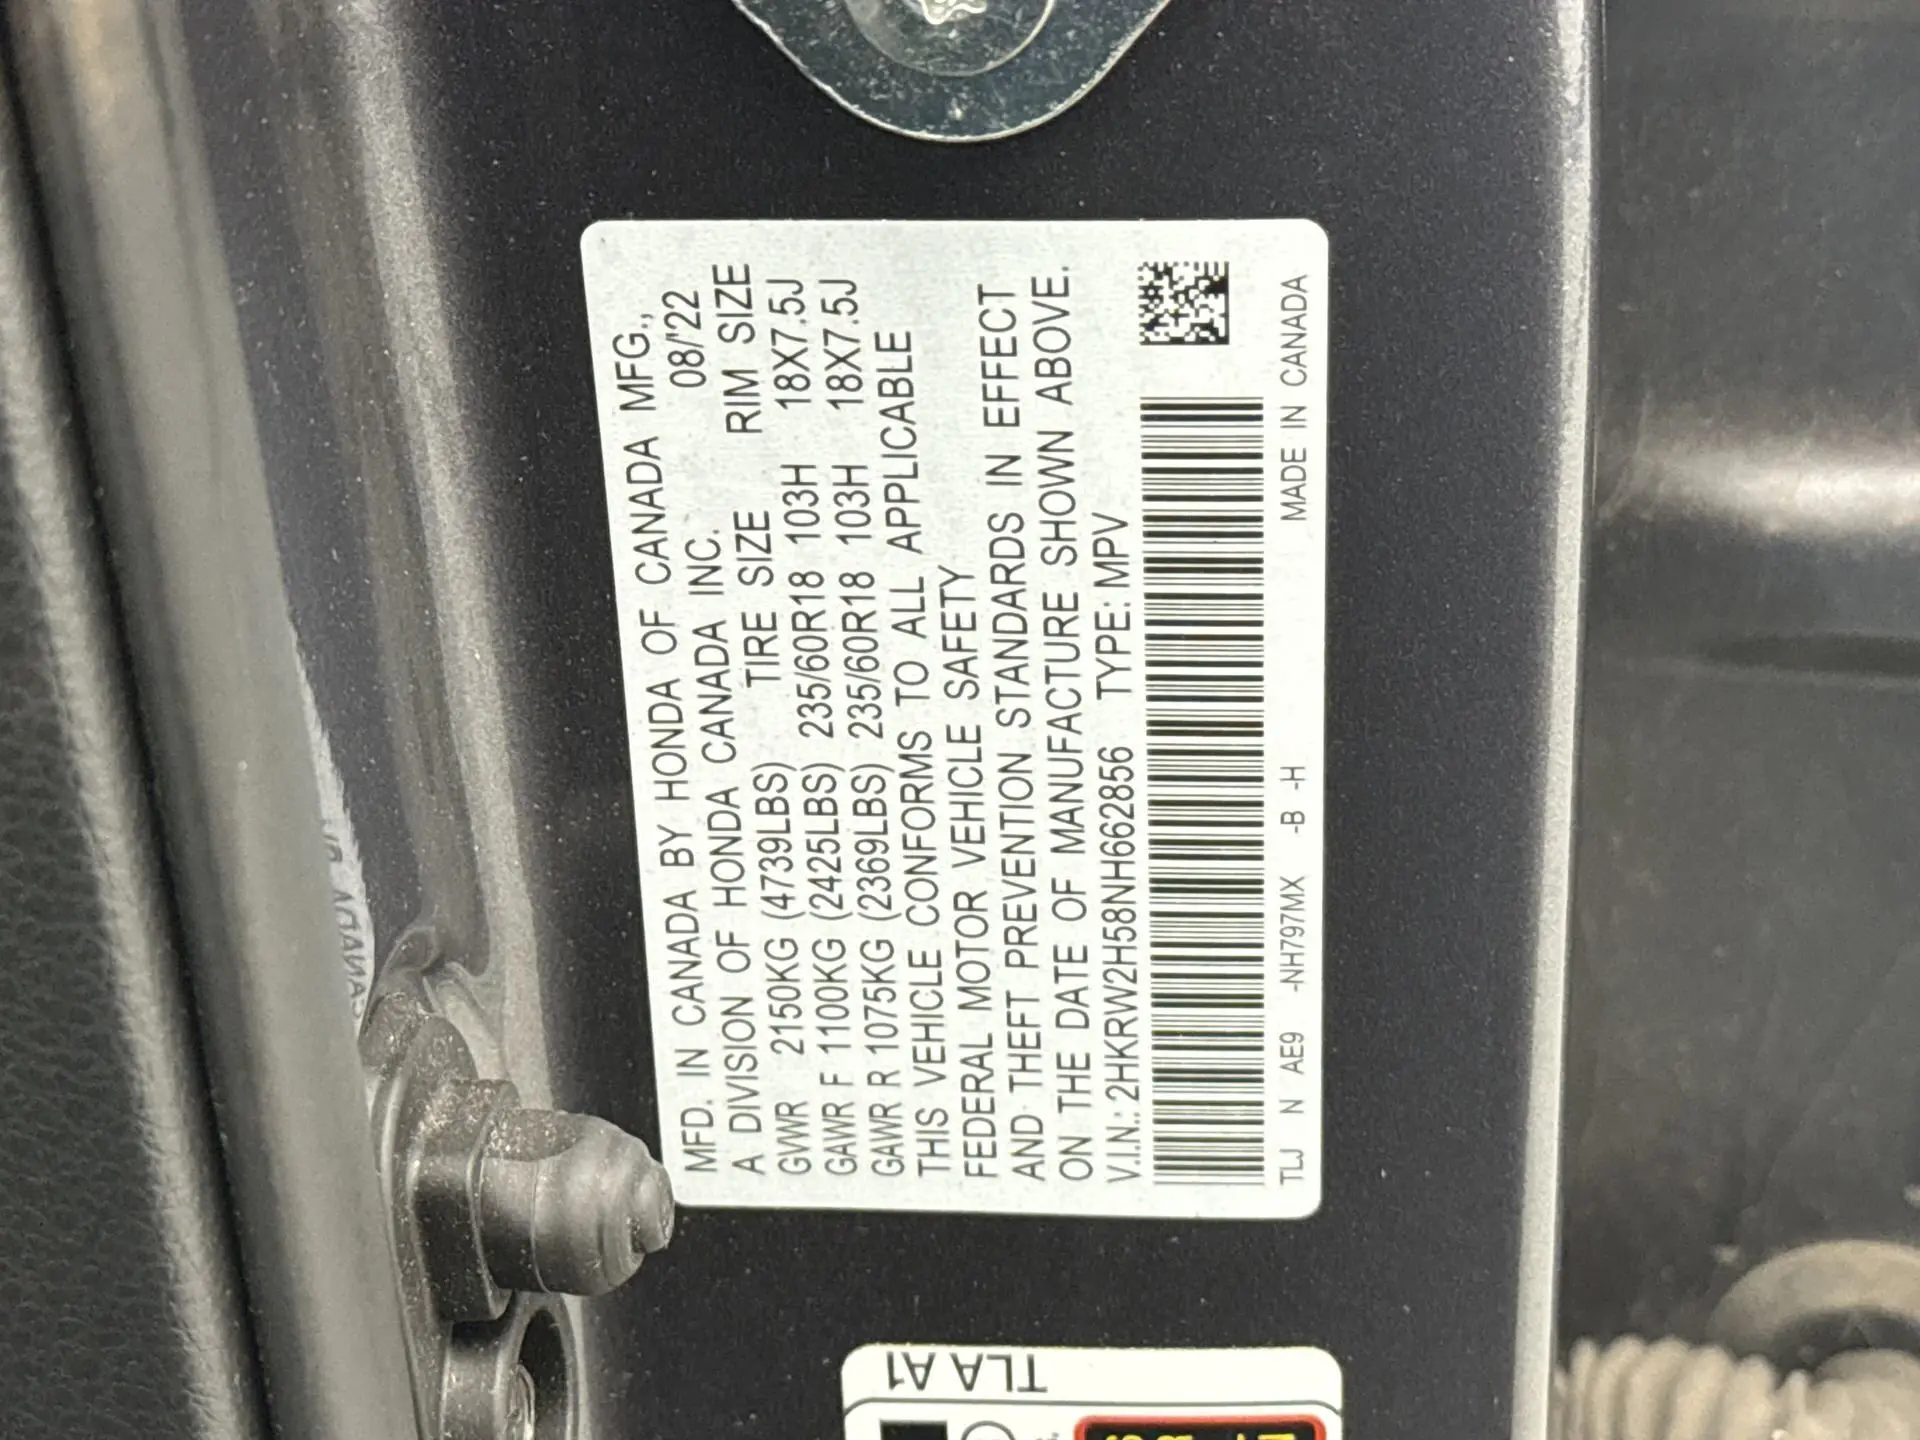 MFD. IN CANADA BY HONDA OF CANADA MFG.,
A DIVISION OF HONDA CANADA INC. 08/'22
GVWR 2150KG (4739LBS) TIRE SIZE RIM SIZE
GAWR F 1100KG (2425LBS) 235/60R18 103H 18X7.5J
GAWR R 1075KG (2369LBS) 235/60R18 103H 18X7.5J
THIS VEHICLE CONFORMS TO ALL APPLICABLE
FEDERAL MOTOR VEHICLE SAFETY
AND THEFT PREVENTION STANDARDS IN EFFECT
ON THE DATE OF MANUFACTURE SHOWN ABOVE.
V.I.N.: 2HKRW2H58NH662856 TYPE: MPV
TLJ N AE9 -NH797MX -B -H MADE IN CANADA
TLA A1